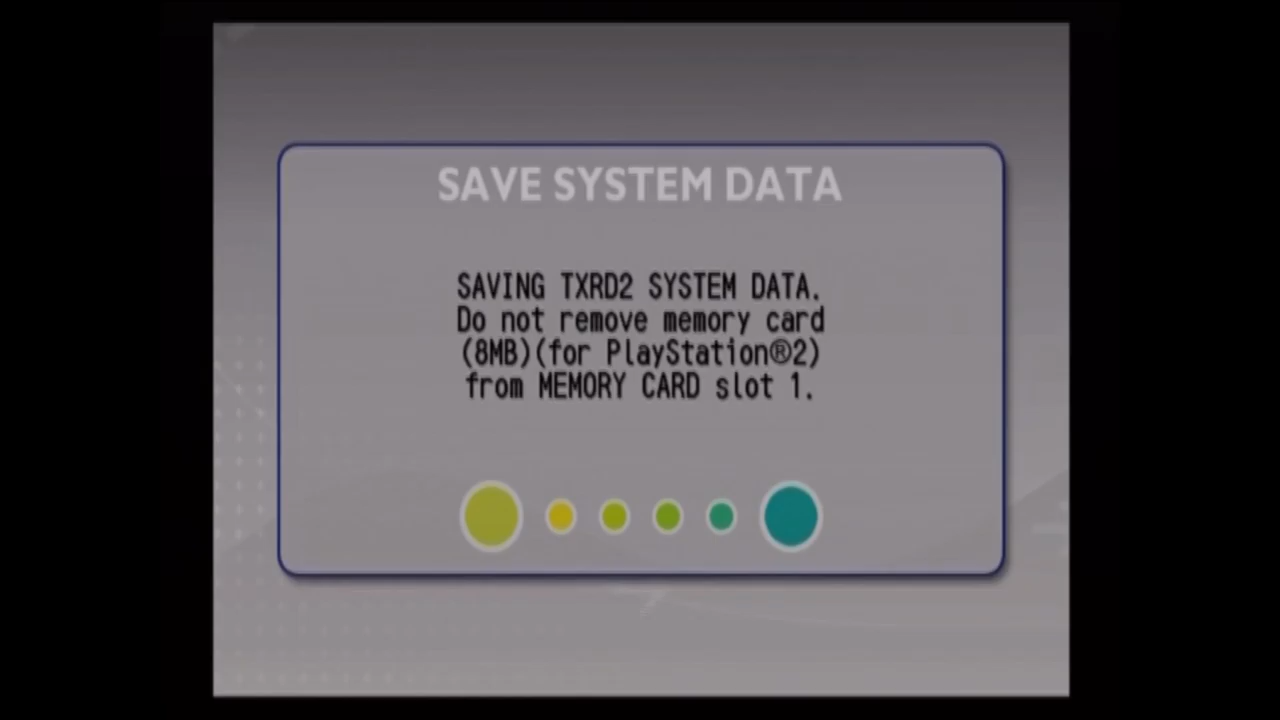 SAVE SYSTEM DATA
SAVING TXRD2 SYSTEM DATA.
Do not remove memory card
(8MB)(for PlayStation®2)
from MEMORY CARD slot 1.